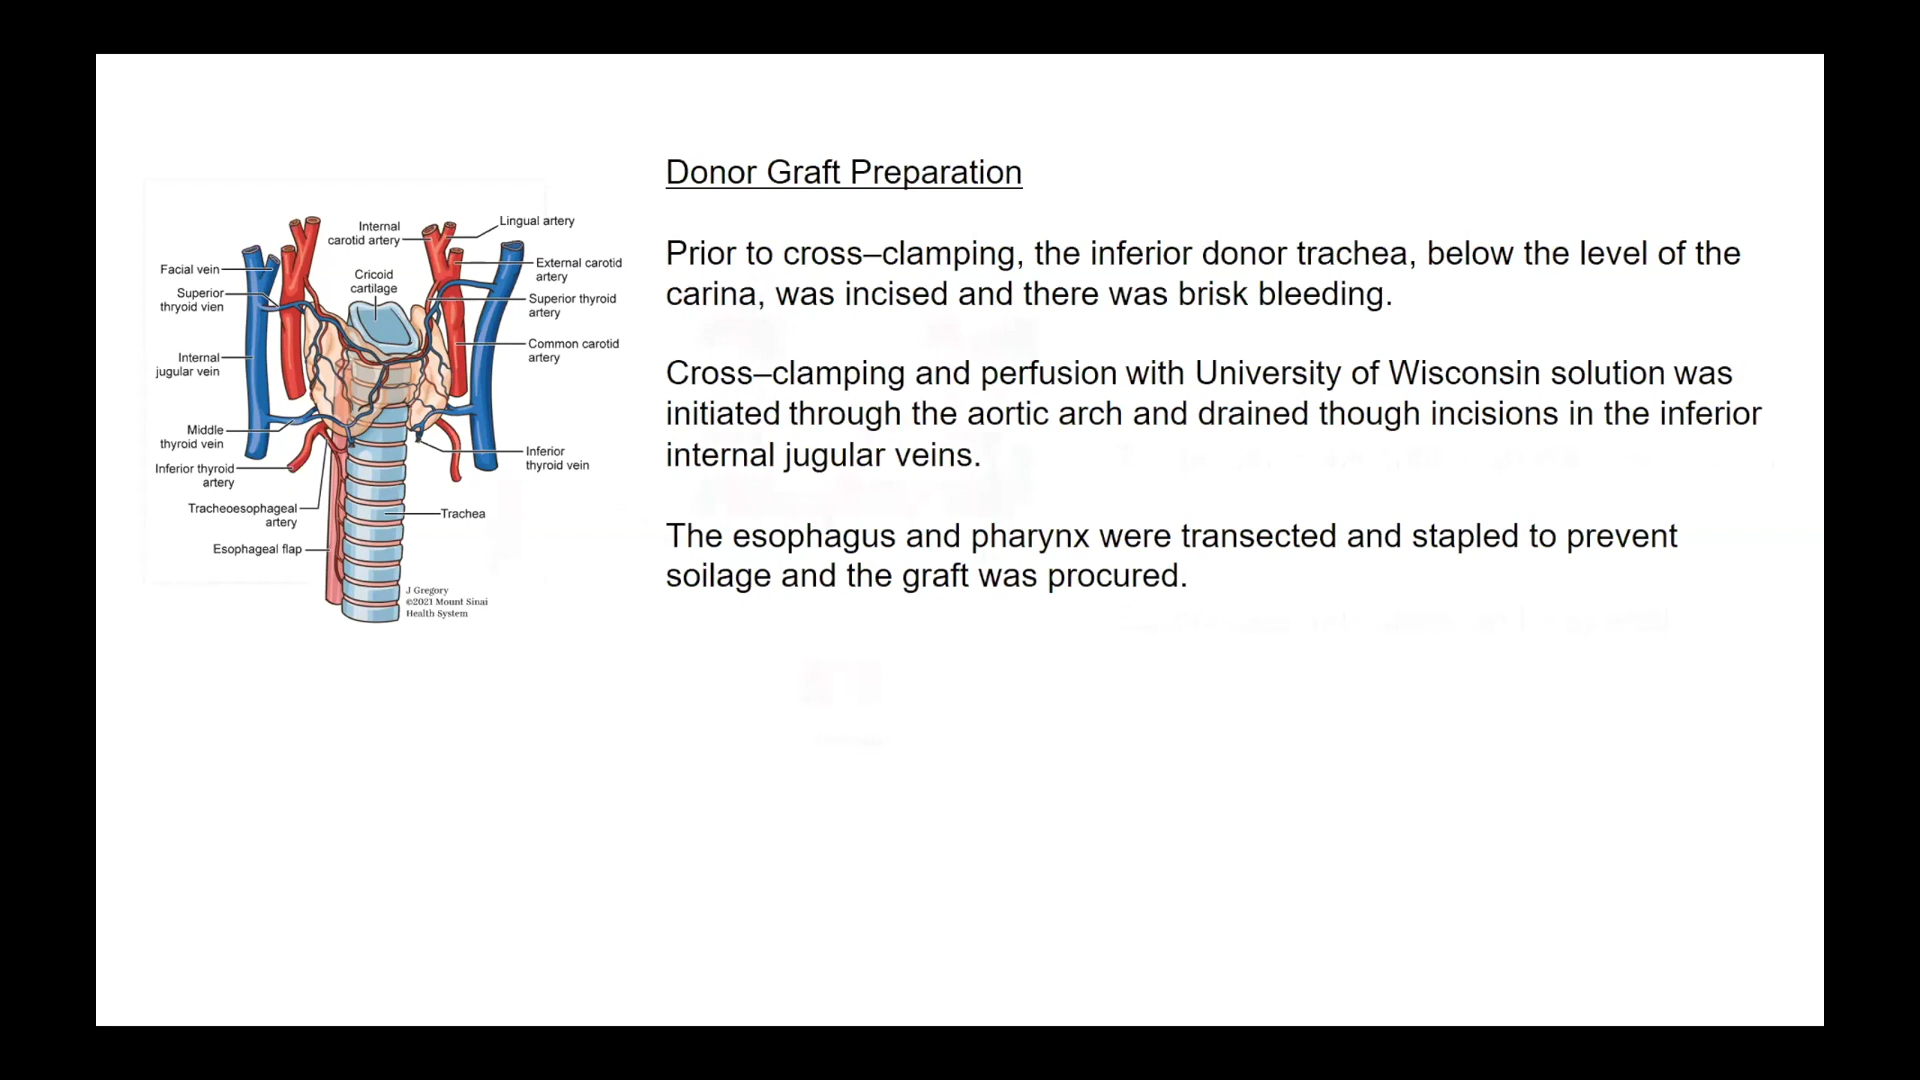 Donor Graft Preparation
Prior to cross–clamping, the inferior donor trachea, below the level of the
carina, was incised and there was brisk bleeding.
Cross–clamping and perfusion with University of Wisconsin solution was
initiated through the aortic arch and drained though incisions in the inferior
internal jugular veins.
The esophagus and pharynx were transected and stapled to prevent
soilage and the graft was procured.
Facial vein
Superior
thryoid vien
Internal
jugular vein
Middle
thyroid vein
Inferior thyroid
artery
Tracheoesophageal
artery
Esophageal flap
Internal
carotid artery
Cricoid
cartilage
Lingual artery
External carotid
artery
Superior thyroid
artery
Common carotid
artery
Inferior
thyroid vein
Trachea
J Gregory
©2021 Mount Sinai
Health System